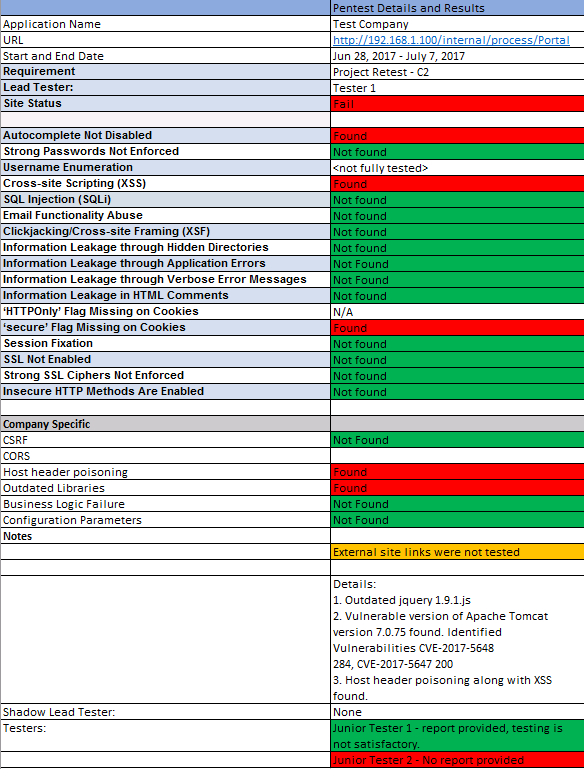 Pentest Details and Results
Application Name Test Company
URL http://192.168.1.100/internal/process/Portal
Start and End Date Jun 28, 2017 - July 7, 2017
Requirement Project Retest - C2
Lead Tester: Tester 1
Site Status Fail
Autocomplete Not Disabled Found
Strong Passwords Not Enforced Not found
Username Enumeration <not fully tested>
Cross-site Scripting (XSS) Found
SQL Injection (SQLi) Not found
Email Functionality Abuse Not found
Clickjacking/Cross-site Framing (XSF) Not found
Information Leakage through Hidden Directories Not found
Information Leakage through Application Errors Not Found
Information Leakage through Verbose Error Messages Not found
Information Leakage in HTML Comments Not found
‘HTTPOnly’ Flag Missing on Cookies N/A
‘secure’ Flag Missing on Cookies Found
Session Fixation Not found
SSL Not Enabled Not found
Strong SSL Ciphers Not Enforced Not found
Insecure HTTP Methods Are Enabled Not found
Company Specific
CSRF Not Found
CORS
Host header poisoning Found
Outdated Libraries Found
Business Logic Failure Not Found
Configuration Parameters Not Found
Notes
External site links were not tested
Details:
1. Outdated jquery 1.9.1.js
2. Vulnerable version of Apache Tomcat
version 7.0.75 found. Identified
Vulnerabilities CVE-2017-5648
284, CVE-2017-5647 200
3. Host header poisoning along with XSS
found.
Shadow Lead Tester: None
Testers: Junior Tester 1 - report provided, testing is
not satisfactory.
Junior Tester 2 - No report provided